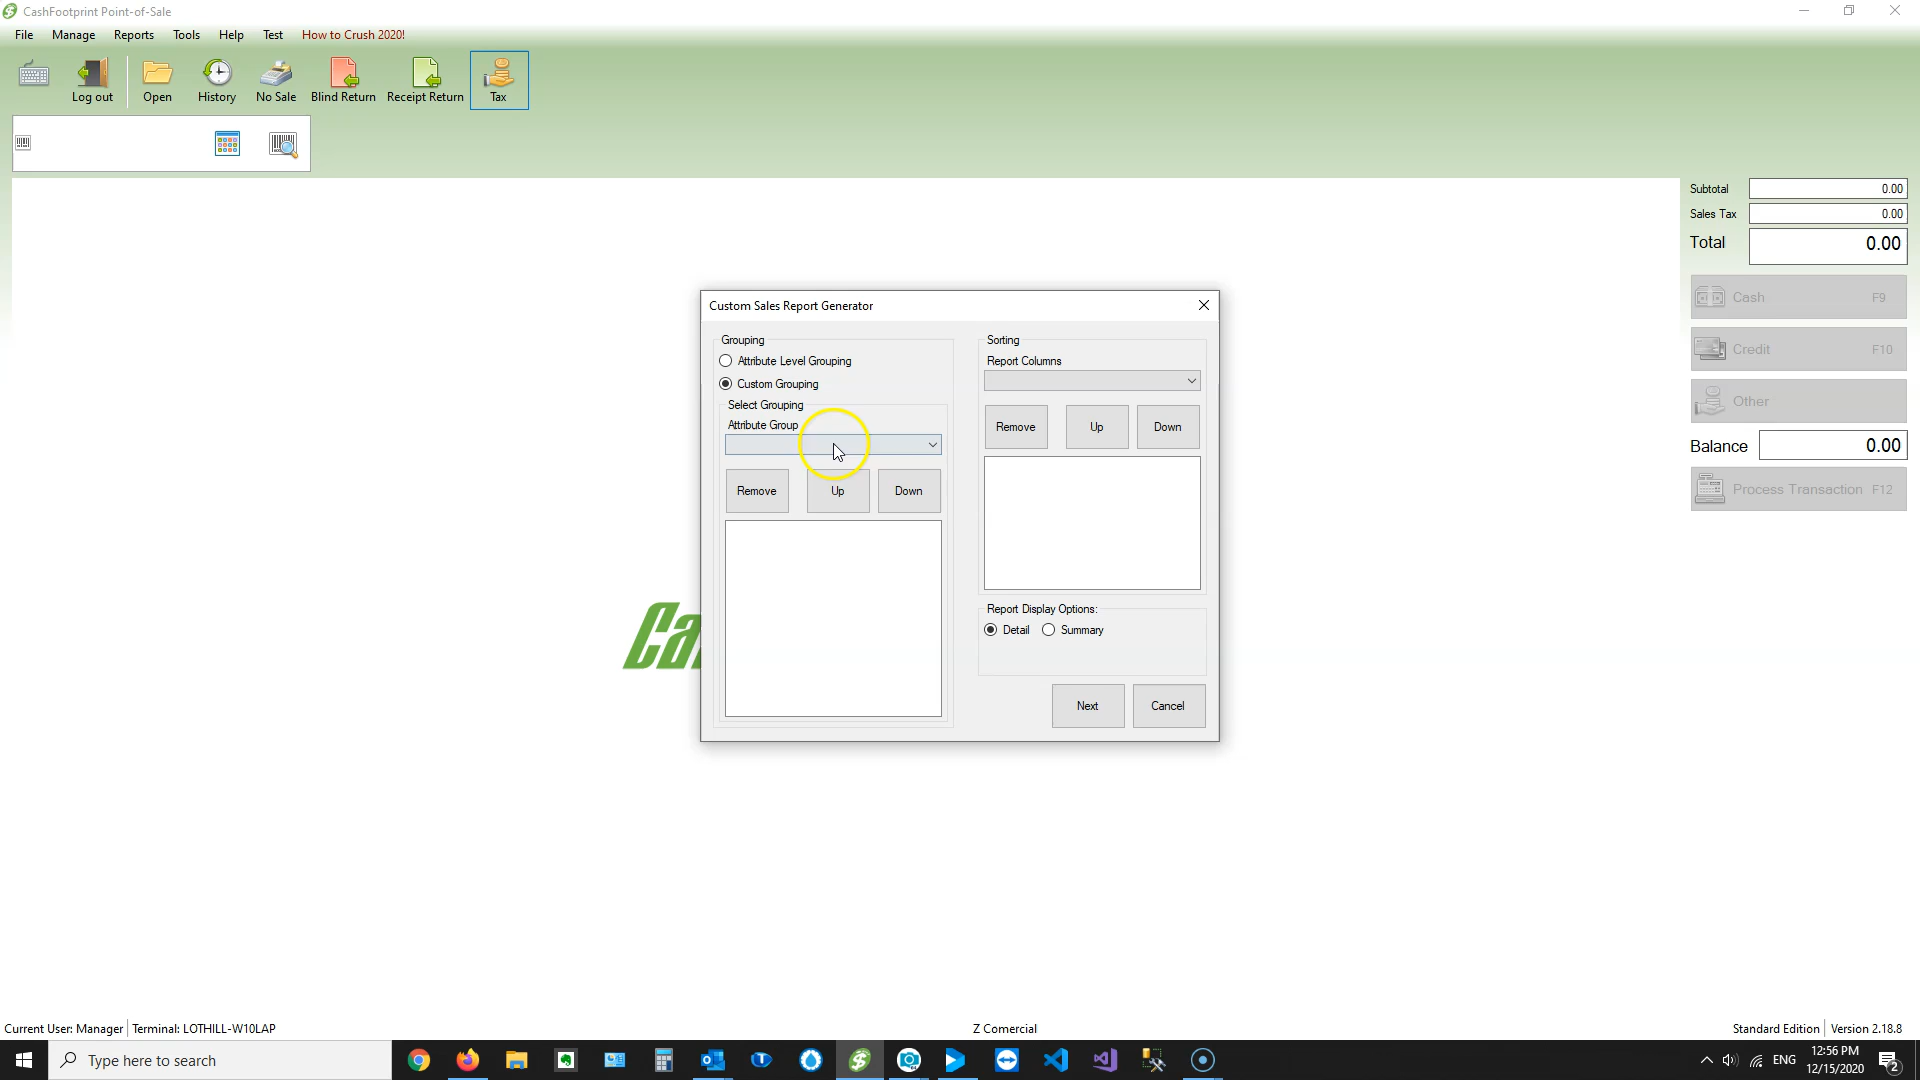 CashFootprint Point-of-Sale
File Manage Reports Tools Help Test How to Crush 2020!
Log out Open History No Sale Blind Return Receipt Return Tax
Subtotal 0.00
Sales Tax 0.00
Total 0.00
Cash F9
Credit F10
Other
Balance 0.00
Process Transaction F12
Custom Sales Report Generator
Grouping
Attribute Level Grouping
Custom Grouping
Select Grouping
Attribute Group
Remove Up Down
Sorting
Report Columns
Remove Up Down
Report Display Options:
Detail Summary
Next Cancel
Ca
Current User: Manager Terminal: LOTHILL-W10LAP Z Comercial Standard Edition Version 2.18.8
Type here to search
ENG
12:56 PM
12/15/2020
2